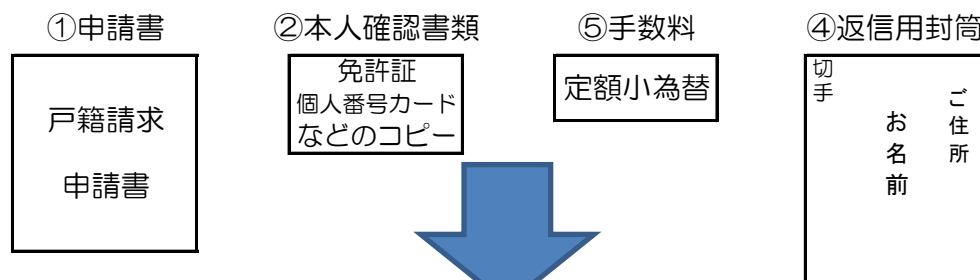 ①申請書
②本人確認書類
⑤手数料
④返信用封筒
戸籍請求
申請書
免許証
個人番号カード
などのコピー
定額小為替
切手
ご住所
お名前